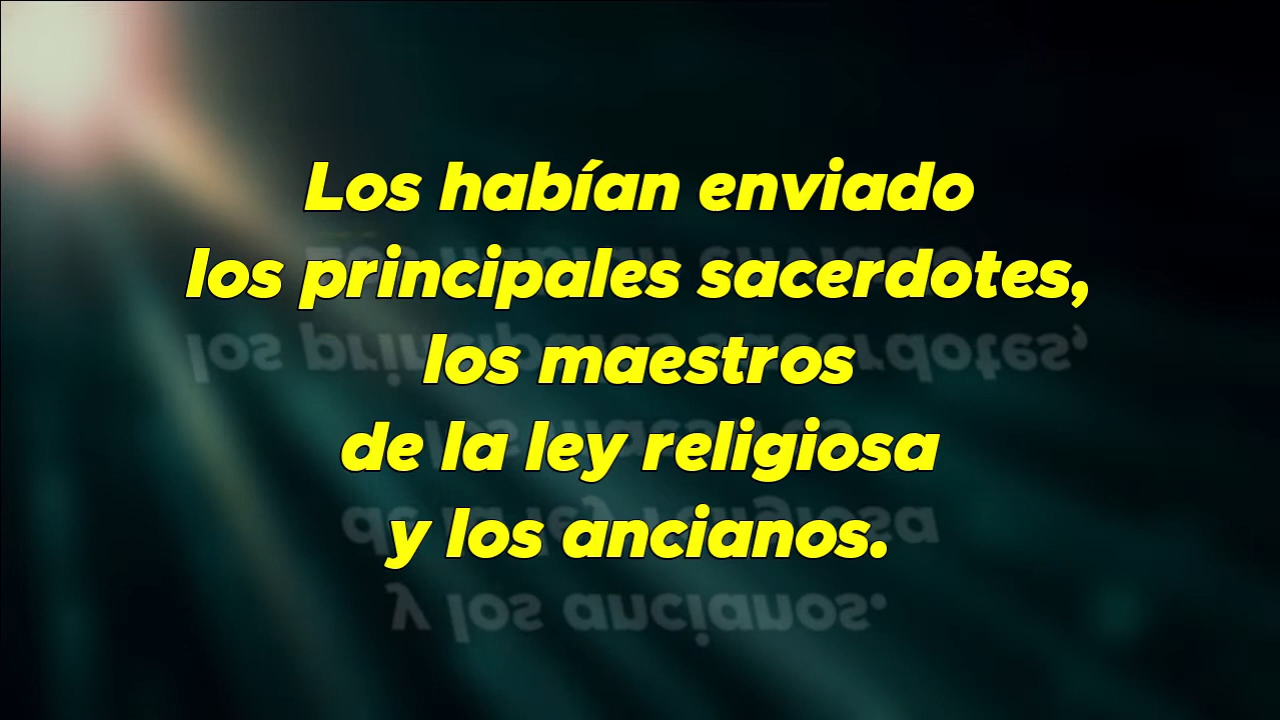 Los habían enviado
los principales sacerdotes,
los maestros
de la ley religiosa
y los ancianos.